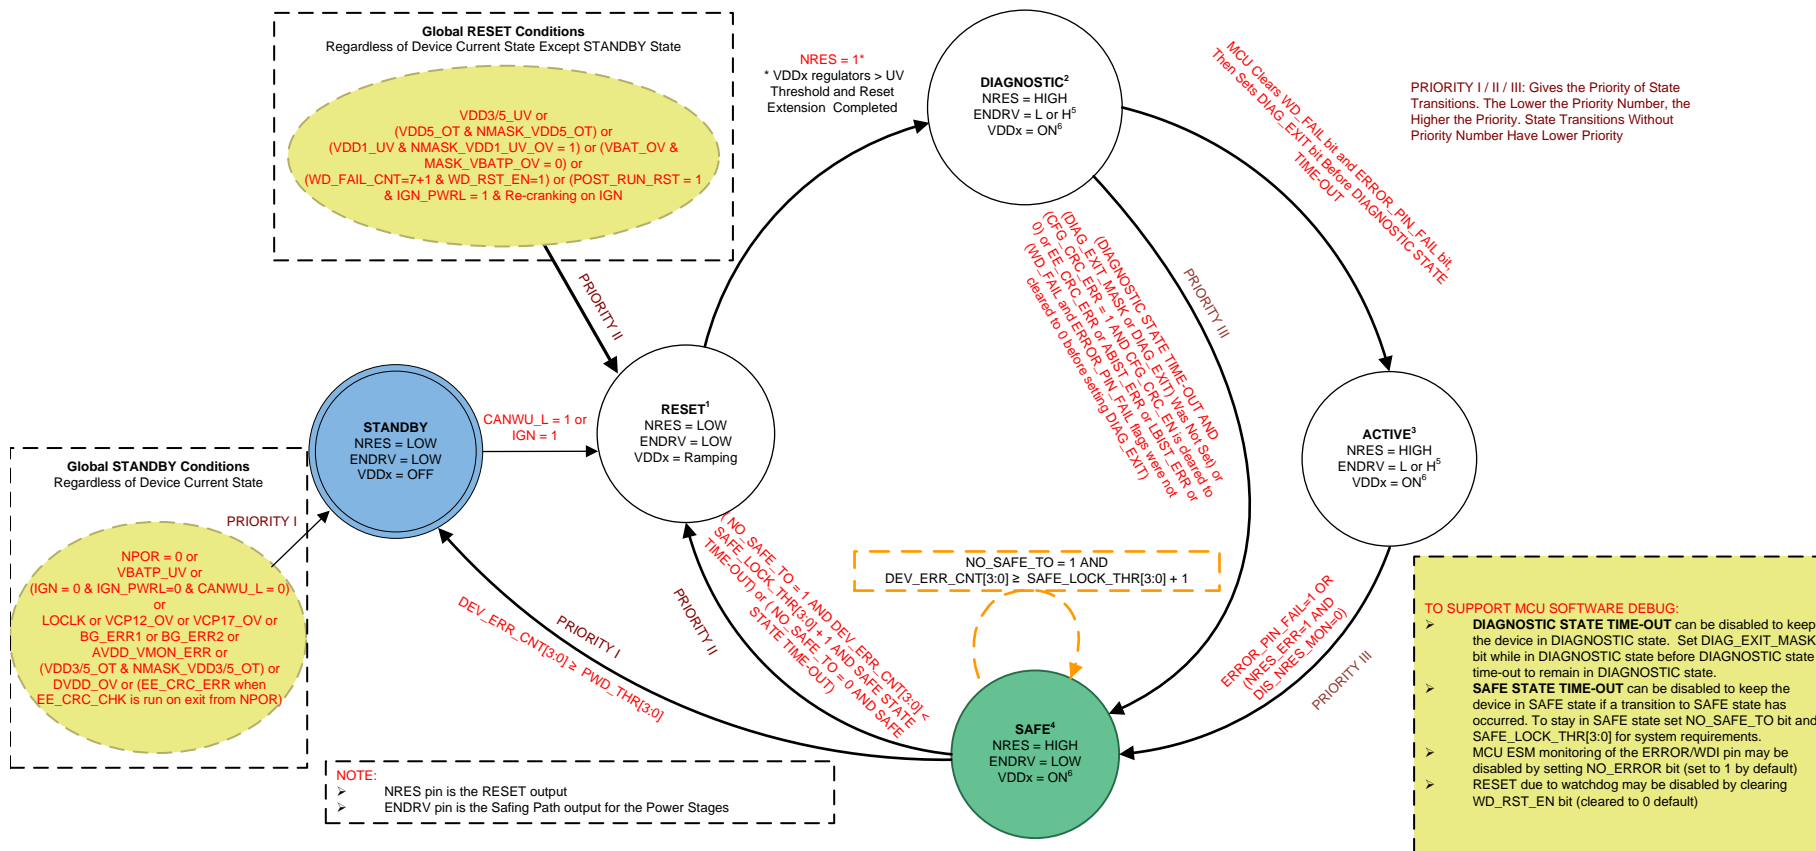 Global RESET Conditions
Regardless of Device Current State Except STANDBY State
VDD3/5_UV or
(VDD5_OT & NMASK_VDD5_OT) or
(VDD1_UV & NMASK_VDD1_UV_OV = 1) or (VBAT_OV &
MASK_VBATP_OV = 0) or
(WD_FAIL_CNT=7+1 & WD_RST_EN=1) or (POST_RUN_RST = 1
& IGN_PWRL = 1 & Re-cranking on IGN
PRIORITY II
NRES = 1*
* VDDx regulators > UV
Threshold and Reset
Extension Completed
DIAGNOSTIC2
NRES = HIGH
ENDRV = L or H5
VDDx = ON6
MCU Clears WD_FAIL bit and ERROR_PIN_FAIL bit,
Then Sets DIAG_EXIT bit Before DIAGNOSTIC STATE
TIME-OUT
PRIORITY I / II / III: Gives the Priority of State
Transitions. The Lower the Priority Number, the
Higher the Priority. State Transitions Without
Priority Number Have Lower Priority
(DIAGNOSTIC STATE TIME-OUT AND
(DIAG_EXIT_MASK or DIAG_EXIT) Was Not Set) or
(CFG_CRC_ERR = 1 AND CFG_CRC_EN is cleared to
0) or EE_CRC_ERR or ABIST_ERR or LBIST_ERR or
(WD_FAIL and ERROR_PIN_FAIL flags were not
cleared to 0 before setting DIAG_EXIT)
PRIORITY III
STANDBY
NRES = LOW
ENDRV = LOW
VDDx = OFF
CANWU_L = 1 or
IGN = 1
RESET1
NRES = LOW
ENDRV = LOW
VDDx = Ramping
ACTIVE3
NRES = HIGH
ENDRV = L or H5
VDDx = ON6
Global STANDBY Conditions
Regardless of Device Current State
PRIORITY I
NPOR = 0 or
VBATP_UV or
(IGN = 0 & IGN_PWRL=0 & CANWU_L = 0)
or
LOCLK or VCP12_OV or VCP17_OV or
BG_ERR1 or BG_ERR2 or
AVDD_VMON_ERR or
(VDD3/5_OT & NMASK_VDD3/5_OT) or
DVDD_OV or (EE_CRC_ERR when
EE_CRC_CHK is run on exit from NPOR)
PRIORITY I
DEV_ERR_CNT[3:0] ≥ PWD_THR[3:0]
PRIORITY II
( NO_SAFE_TO = 1 AND DEV_ERR_CNT[3:0] <
SAFE_LOCK_THR[3:0] + 1 AND SAFE STATE
TIME-OUT) or ( NO_SAFE_TO = 0 AND SAFE
STATE TIME-OUT)
NO_SAFE_TO = 1 AND
DEV_ERR_CNT[3:0] ≥ SAFE_LOCK_THR[3:0] + 1
ERROR_PIN_FAIL=1 OR
(NRES_ERR=1 AND
DIS_NRES_MON=0)
PRIORITY III
SAFE4
NRES = HIGH
ENDRV = LOW
VDDx = ON6
NOTE:
➢ NRES pin is the RESET output
➢ ENDRV pin is the Safing Path output for the Power Stages
TO SUPPORT MCU SOFTWARE DEBUG:
➢ DIAGNOSTIC STATE TIME-OUT can be disabled to keep
the device in DIAGNOSTIC state. Set DIAG_EXIT_MASK
bit while in DIAGNOSTIC state before DIAGNOSTIC state
time-out to remain in DIAGNOSTIC state.
➢ SAFE STATE TIME-OUT can be disabled to keep the
device in SAFE state if a transition to SAFE state has
occurred. To stay in SAFE state set NO_SAFE_TO bit and
SAFE_LOCK_THR[3:0] for system requirements.
➢ MCU ESM monitoring of the ERROR/WDI pin may be
disabled by setting NO_ERROR bit (set to 1 by default)
➢ RESET due to watchdog may be disabled by clearing
WD_RST_EN bit (cleared to 0 default)